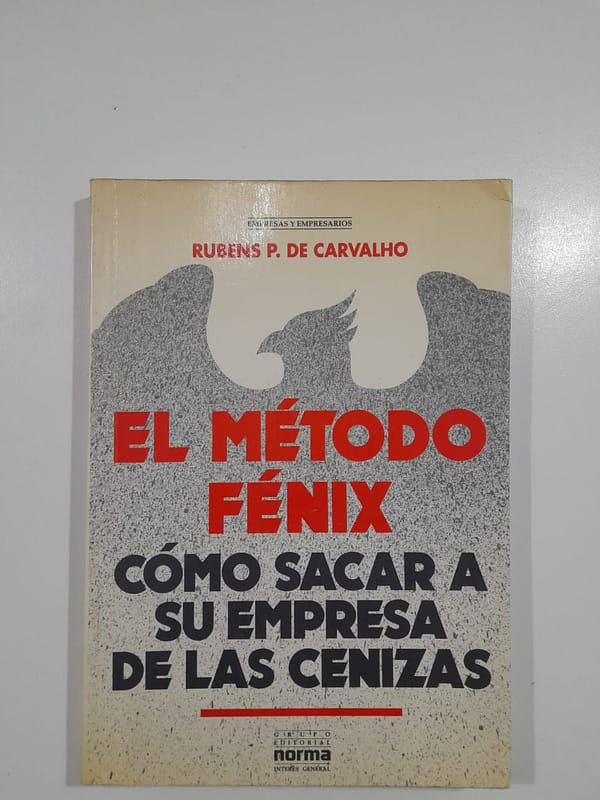 EMPRESAS Y EMPRESARIOS
RUBENS P. DE CARVALHO
EL MÉTODO
FÉNIX
CÓMO SACAR A
SU EMPRESA
DE LAS CENIZAS
GRUPO
EDITORIAL
norma
INTERÉS GENERAL